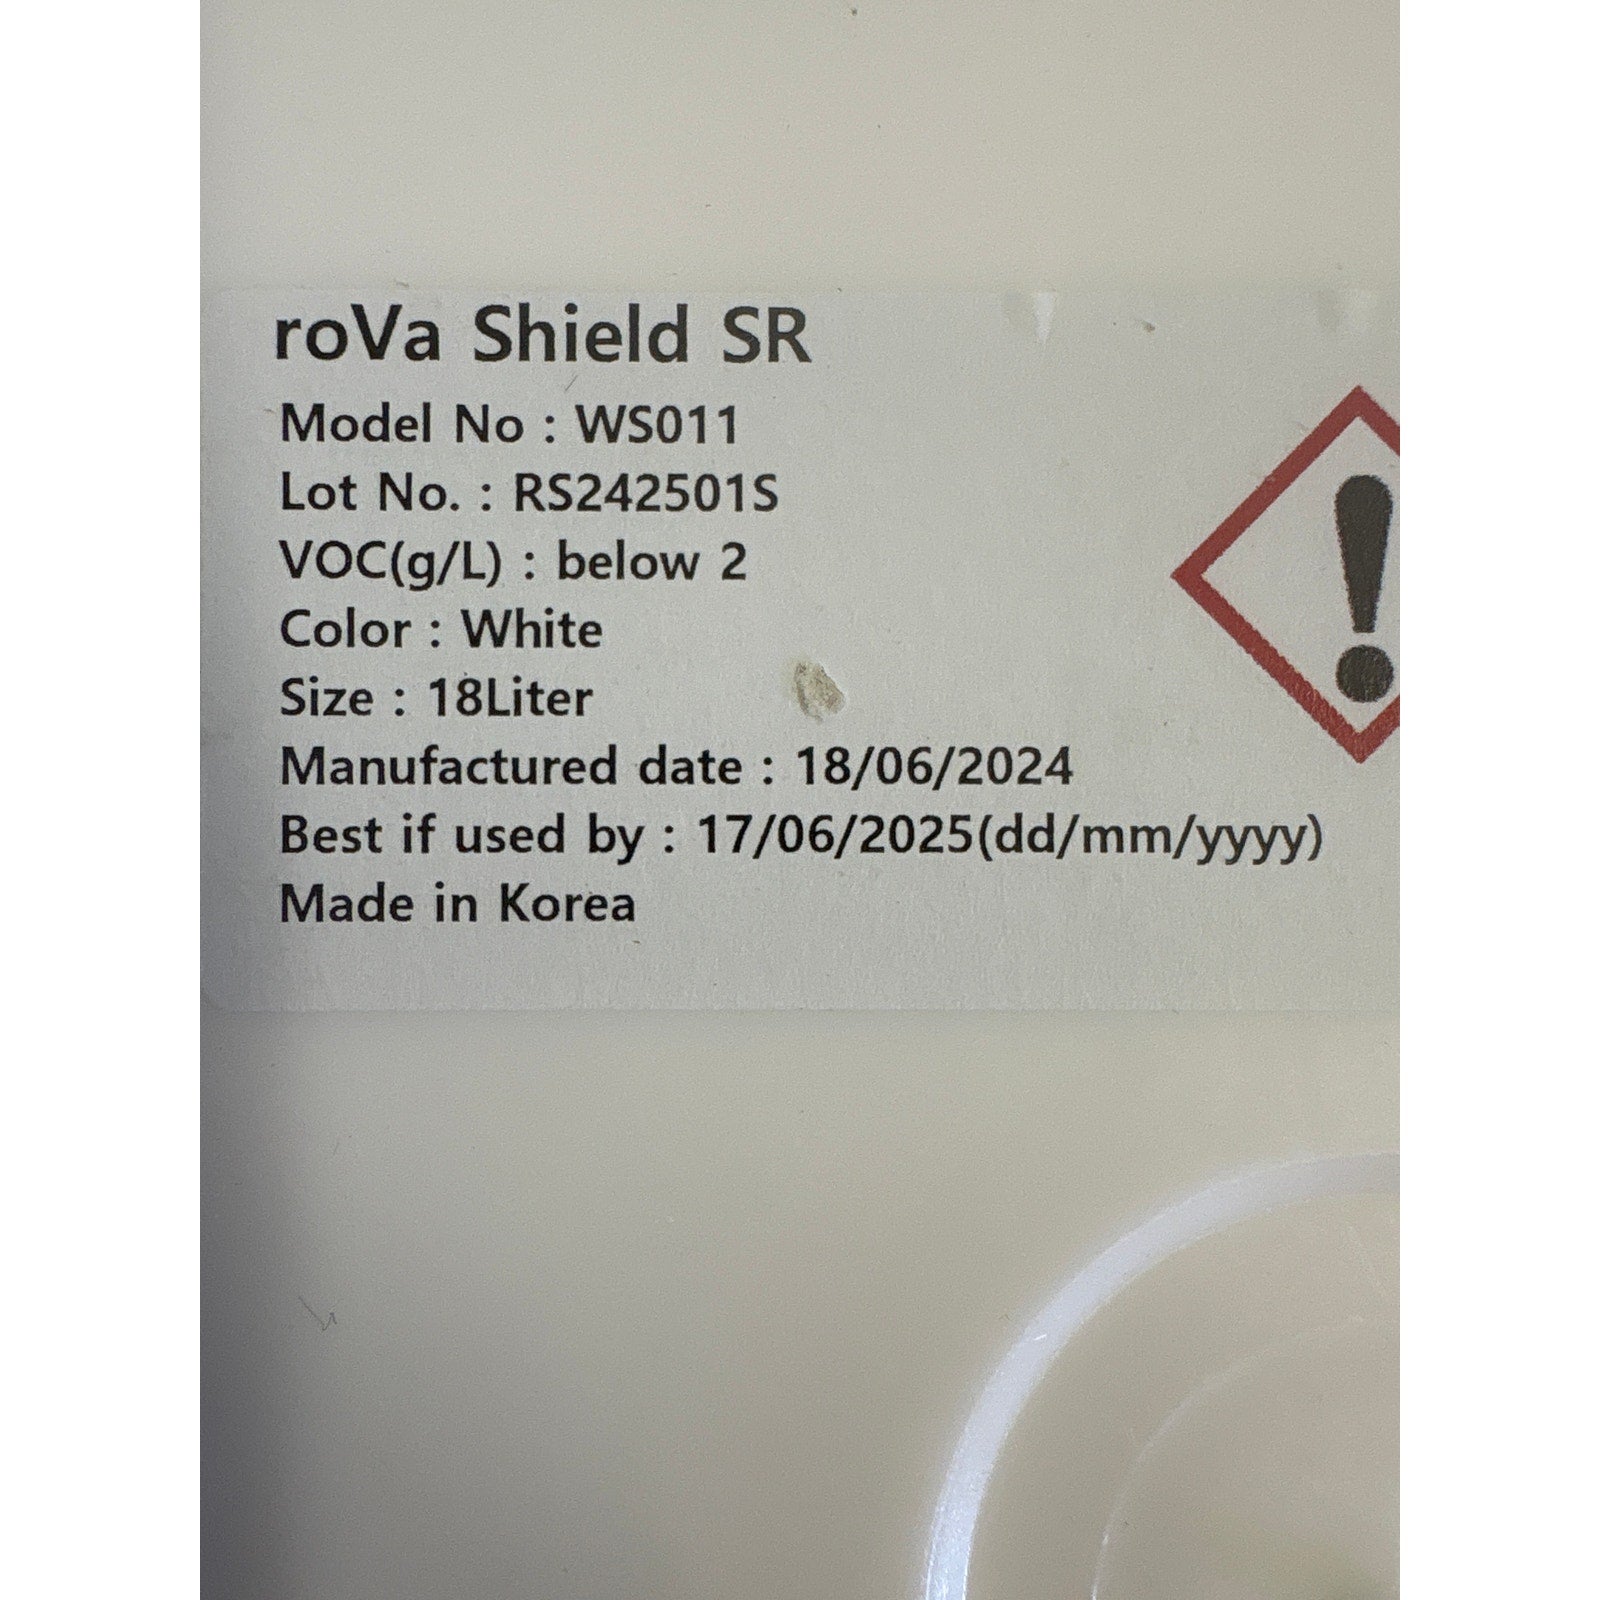 roVa Shield SR
Model No : WS011
Lot No. : RS242501S
VOC(g/L) : below 2
Color : White
Size : 18Liter
Manufactured date : 18/06/2024
Best if used by : 17/06/2025(dd/mm/yyyy)
Made in Korea